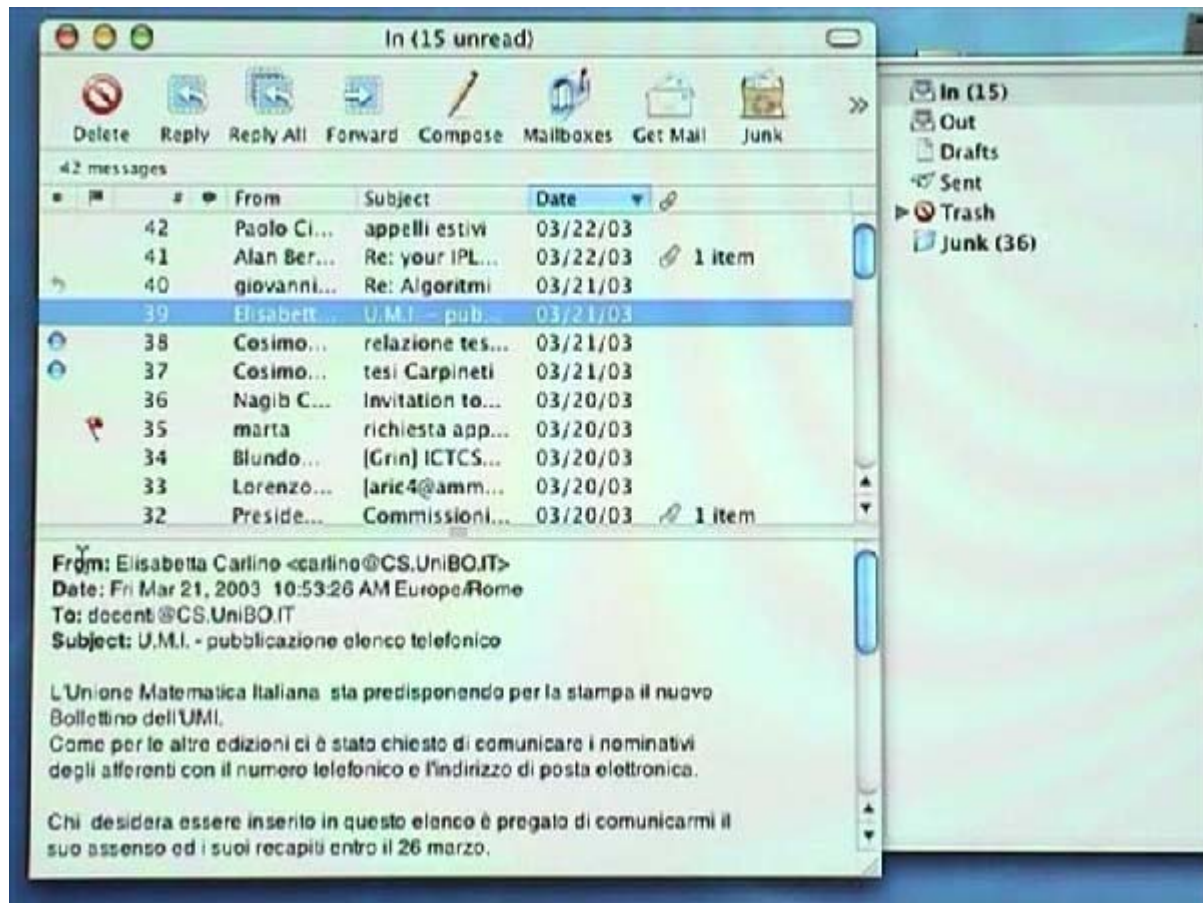 In (15 unread)
Delete Reply Reply All Forward Compose Mailboxes Get Mail Junk »
42 messages
# From Subject Date
42 Paolo Ci... appelli estivi 03/22/03
41 Alan Ber... Re: your IPL... 03/22/03 1 item
40 giovanni... Re: Algoritmi 03/21/03
39 Elisabett... U.M.I. - pub... 03/21/03
38 Cosimo... relazione tes... 03/21/03
37 Cosimo... tesi Carpineti 03/21/03
36 Nagib C... Invitation to... 03/20/03
35 marta richiesta app... 03/20/03
34 Blundo... [Grin] ICTCS... 03/20/03
33 Lorenzo... [aric4@amm... 03/20/03
32 Preside... Commissioni... 03/20/03 1 item
From: Elisabetta Carlino <carlino@CS.UniBO.IT>
Date: Fri Mar 21, 2003 10:53:26 AM Europe/Rome
To: docenti@CS.UniBO.IT
Subject: U.M.I. - pubblicazione elenco telefonico
L'Unione Matematica Italiana sta predisponendo per la stampa il nuovo
Bollettino dell'UMI.
Come per le altre edizioni ci è stato chiesto di comunicare i nominativi
degli afferenti con il numero telefonico e l'indirizzo di posta elettronica.
Chi desidera essere inserito in questo elenco è pregato di comunicarmi il
suo assenso ed i suoi recapiti entro il 26 marzo.
In (15)
Out
Drafts
Sent
Trash
Junk (36)